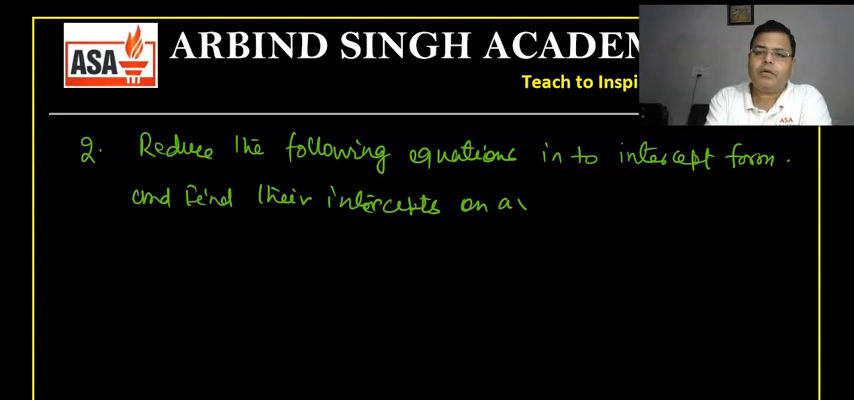 ASA
ARBIND SINGH ACADEM
Teach to Inspi
2. Reduce the following equations in to intercept form.
and find their intercepts on a
ASA